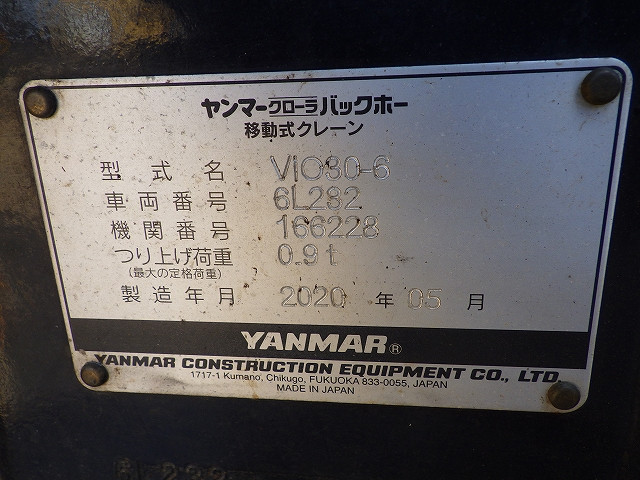 ヤンマークローラバックホー
移動式クレーン
型式名 VIO30-6
車両番号 6L282
機関番号 166228
つり上げ荷重 0.9t
(最大の定格荷重)
製造年月 2020 年 05 月
YANMAR®
YANMAR CONSTRUCTION EQUIPMENT CO., LTD.
1717-1 Kumano, Chikugo, FUKUOKA 833-0055, JAPAN
MADE IN JAPAN